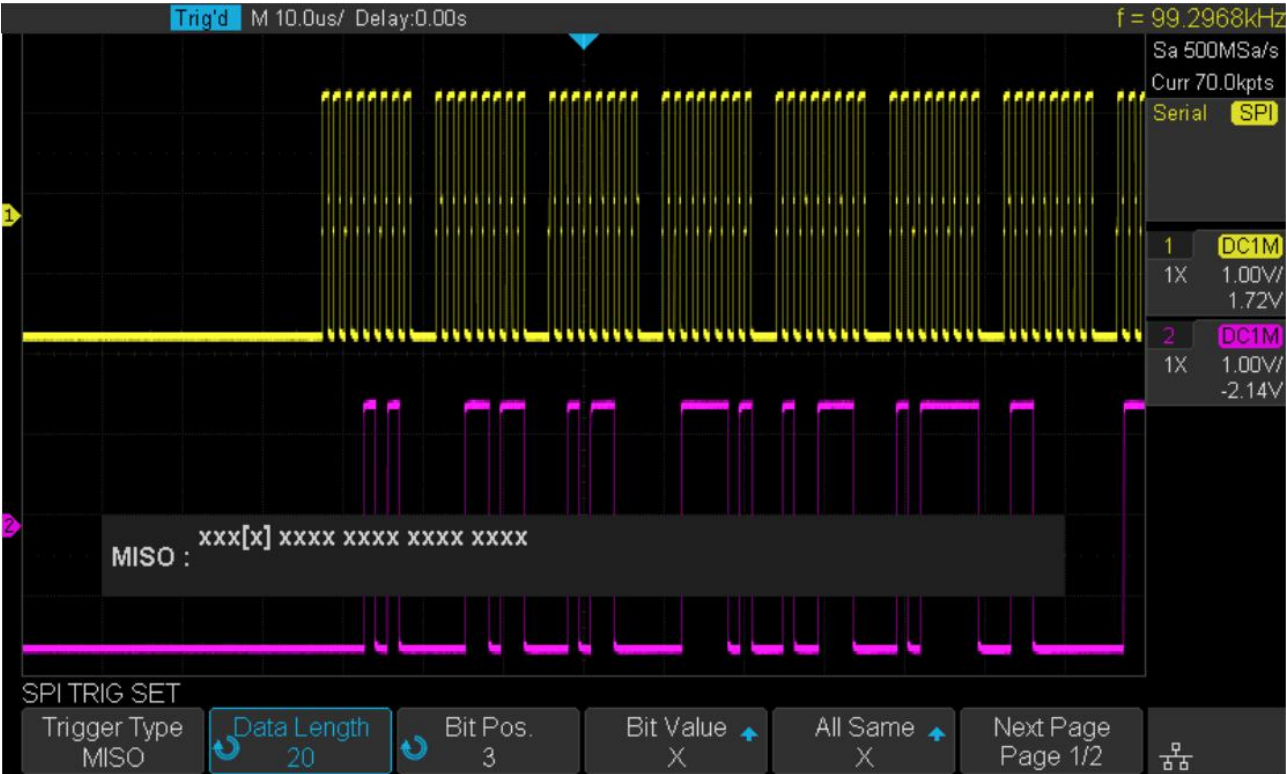 Trig'd M 10.0us/ Delay:0.00s f = 99.2968kHz
Sa 500MSa/s
Curr 70.0kpts
Serial SPI
1 DC1M
1X 1.00V/
1.72V
2 DC1M
1X 1.00V/
-2.14V
1
2
MISO : xxx[x] xxxx xxxx xxxx xxxx
SPI TRIG SET
Trigger Type Data Length Bit Pos. Bit Value All Same Next Page
MISO 20 3 X X Page 1/2